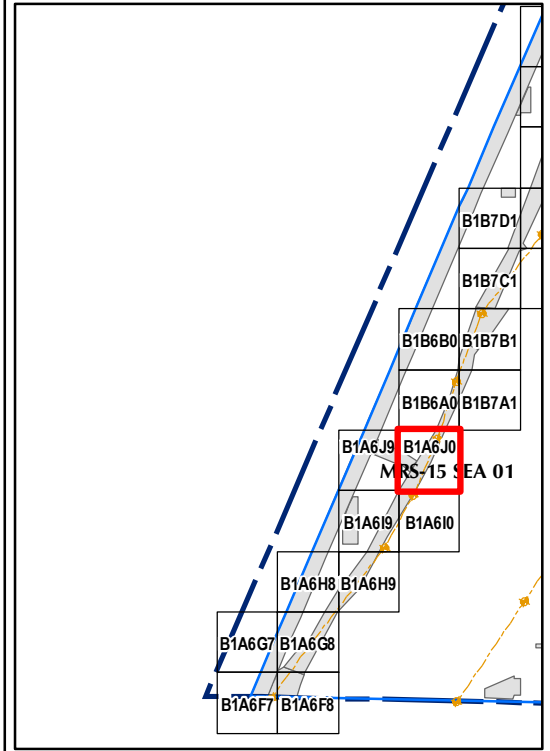 B1B7D1
B1B7C1
B1B6B0 B1B7B1
B1B6A0 B1B7A1
B1A6J9 B1A6J0
MRS-15 SEA 01
B1A6I9 B1A6I0
B1A6H8 B1A6H9
B1A6G7 B1A6G8
B1A6F7 B1A6F8